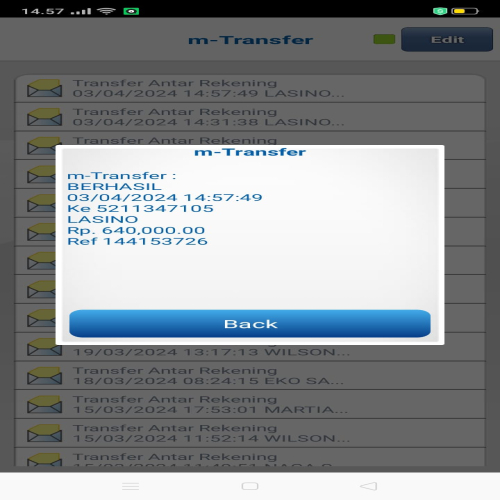 14.57
m-Transfer
Edit
Transfer Antar Rekening
03/04/2024 14:57:49 LASINO...
Transfer Antar Rekening
03/04/2024 14:31:38 LASINO...
Transfer Antar Rekening
m-Transfer
m-Transfer :
BERHASIL
03/04/2024 14:57:49
Ke 5211347105
LASINO
Rp. 640,000.00
Ref 144153726
Back
19/03/2024 13:17:13 WILSON...
Transfer Antar Rekening
18/03/2024 08:24:15 EKO SA...
Transfer Antar Rekening
15/03/2024 17:53:01 MARTIA...
Transfer Antar Rekening
15/03/2024 11:52:14 WILSON...
Transfer Antar Rekening